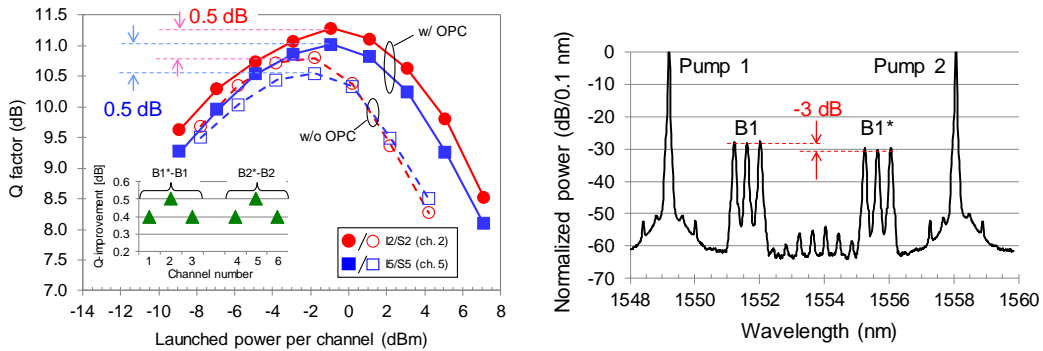 11.5
11.0
10.5
10.0
9.5
9.0
8.5
8.0
7.5
7.0
Q factor (dB)
0.5 dB
0.5 dB
w/ OPC
w/o OPC
B1*-B1
B2*-B2
Q-improvement [dB]
0.6
0.5
0.4
0.3
0.2
1 2 3 4 5 6
Channel number
/ I2/S2 (ch. 2)
/ I5/S5 (ch. 5)
-14 -12 -10 -8 -6 -4 -2 0 2 4 6 8
Launched power per channel (dBm)
0
-10
-20
-30
-40
-50
-60
-70
Normalized power (dB/0.1 nm)
Pump 1
Pump 2
-3 dB
B1
B1*
1548 1550 1552 1554 1556 1558 1560
Wavelength (nm)